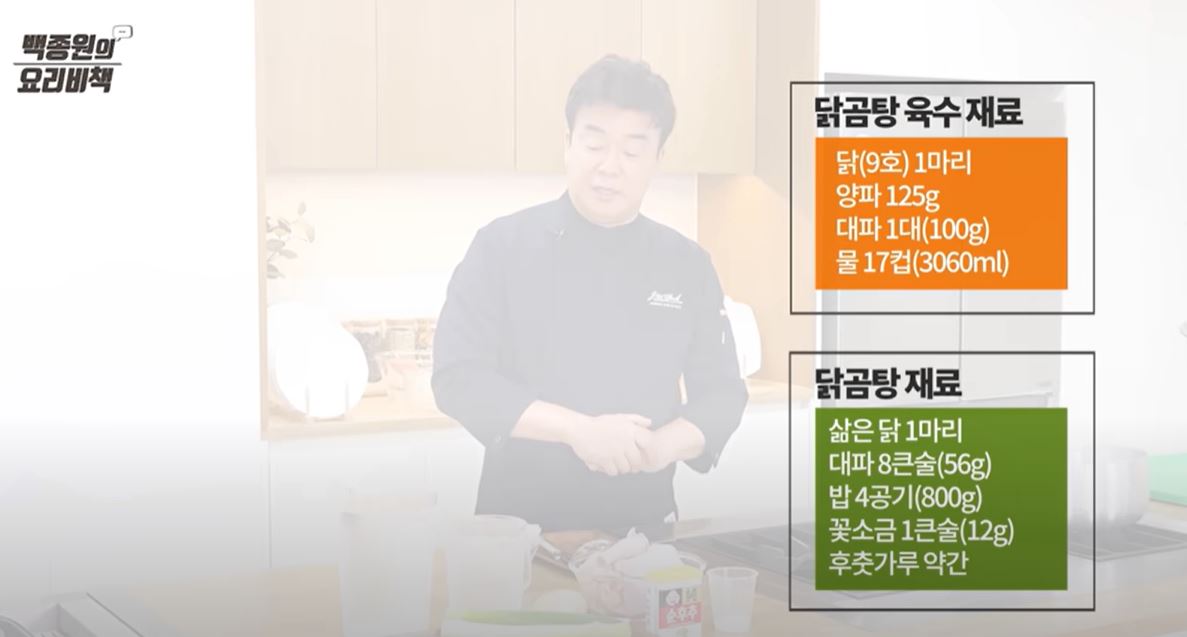 백종원의
요리비책
닭곰탕 육수 재료
닭(9호) 1마리
양파 125g
대파 1대(100g)
물 17컵(3060ml)
닭곰탕 재료
삶은 닭 1마리
대파 8큰술(56g)
밥 4공기(800g)
꽃소금 1큰술(12g)
후춧가루 약간
순후추